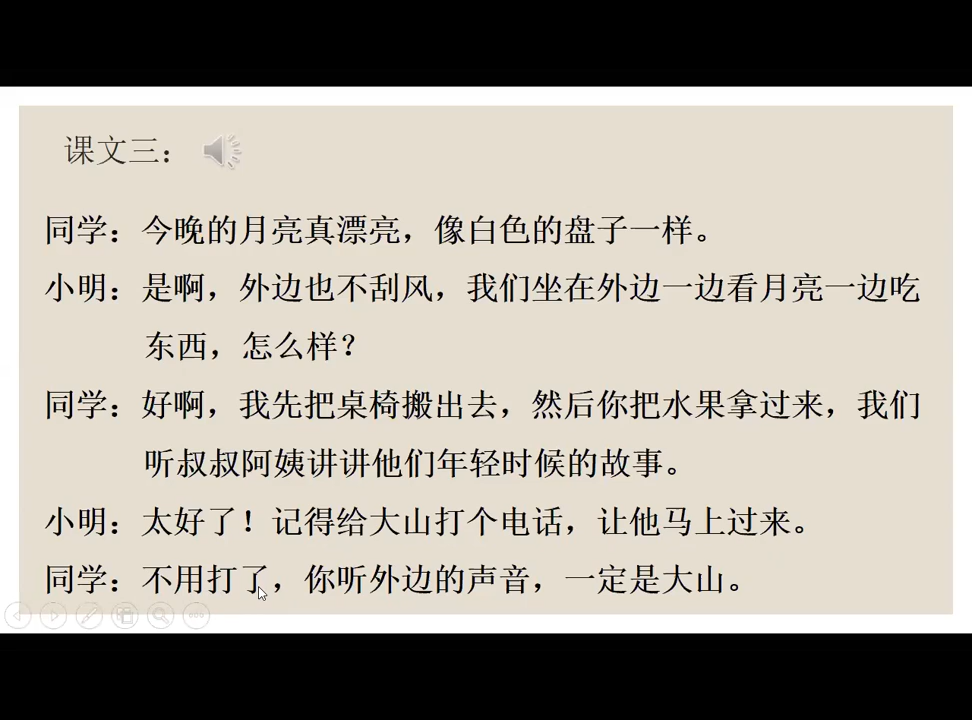 课文三：
同学：今晚的月亮真漂亮，像白色的盘子一样。
小明：是啊，外边也不刮风，我们坐在外边一边看月亮一边吃
东西，怎么样？
同学：好啊，我先把桌椅搬出去，然后你把水果拿过来，我们
听叔叔阿姨讲讲他们年轻时候的故事。
小明：太好了！记得给大山打个电话，让他马上过来。
同学：不用打了，你听外边的声音，一定是大山。